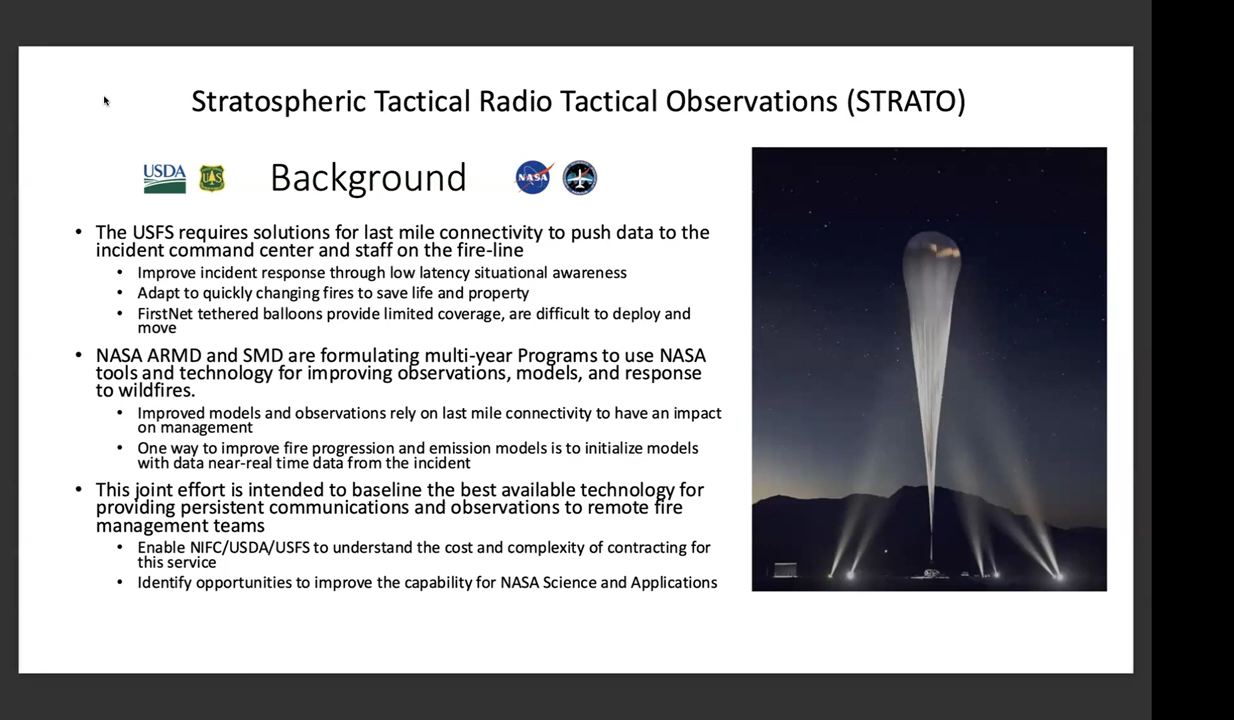 Stratospheric Tactical Radio Tactical Observations (STRATO)
USDA
UAS
Background
NASA
• The USFS requires solutions for last mile connectivity to push data to the
incident command center and staff on the fire-line
• Improve incident response through low latency situational awareness
• Adapt to quickly changing fires to save life and property
• FirstNet tethered balloons provide limited coverage, are difficult to deploy and
move
• NASA ARMD and SMD are formulating multi-year Programs to use NASA
tools and technology for improving observations, models, and response
to wildfires.
• Improved models and observations rely on last mile connectivity to have an impact
on management
• One way to improve fire progression and emission models is to initialize models
with data near-real time data from the incident
• This joint effort is intended to baseline the best available technology for
providing persistent communications and observations to remote fire
management teams
• Enable NIFC/USDA/USFS to understand the cost and complexity of contracting for
this service
• Identify opportunities to improve the capability for NASA Science and Applications